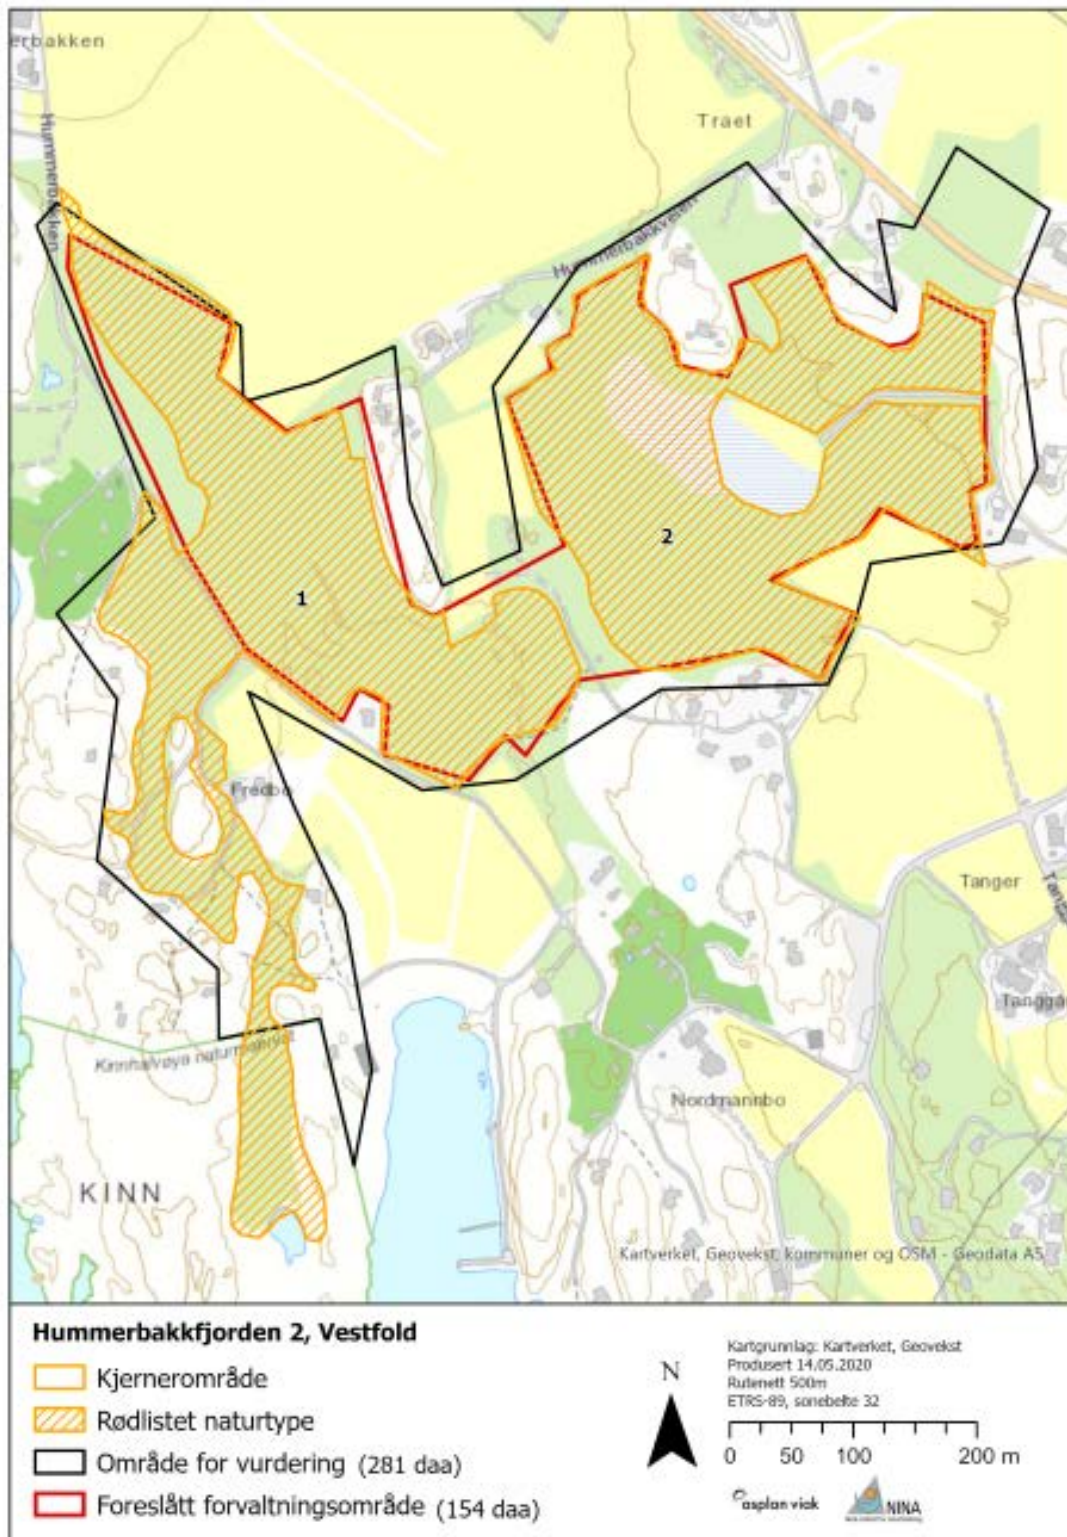 erbakken
Hummerbakken
Traet
Hummerbakkveien
2
1
Fredbo
Tanger
Kinnhalvøya naturreservat
Nordmannbo
KINN
Kartverket, Geovekst, kommuner og OSM - Geodata AS
Hummerbakkfjorden 2, Vestfold
Kjernerområde
Rødlistet naturtype
Område for vurdering (281 daa)
Foreslått forvaltningsområde (154 daa)
N
Kartgrunnlag: Kartverket, Geovekst
Produsert 14.05.2020
Rutenett 500m
ETRS-89, sonebelte 32
0 50 100 200 m
asplan viak
NINA